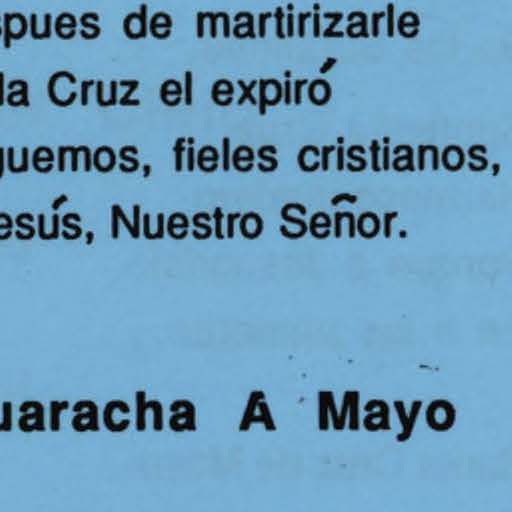 spues de martirizarle
la Cruz el expiró
guemos, fieles cristianos,
esús, Nuestro Señor.
uaracha A Mayo